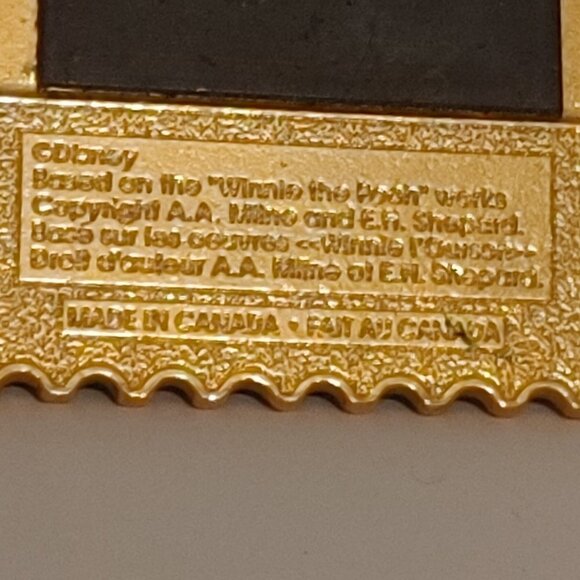 ©Disney
Based on the "Winnie the Pooh" works
Copyright A.A. Milne and E.H. Shepard.
Basé sur les oeuvres <<Winnie l'Ourson>>
Droit d'auteur A.A. Milne et E.H. Shepard.
MADE IN CANADA • FAIT AU CANADA